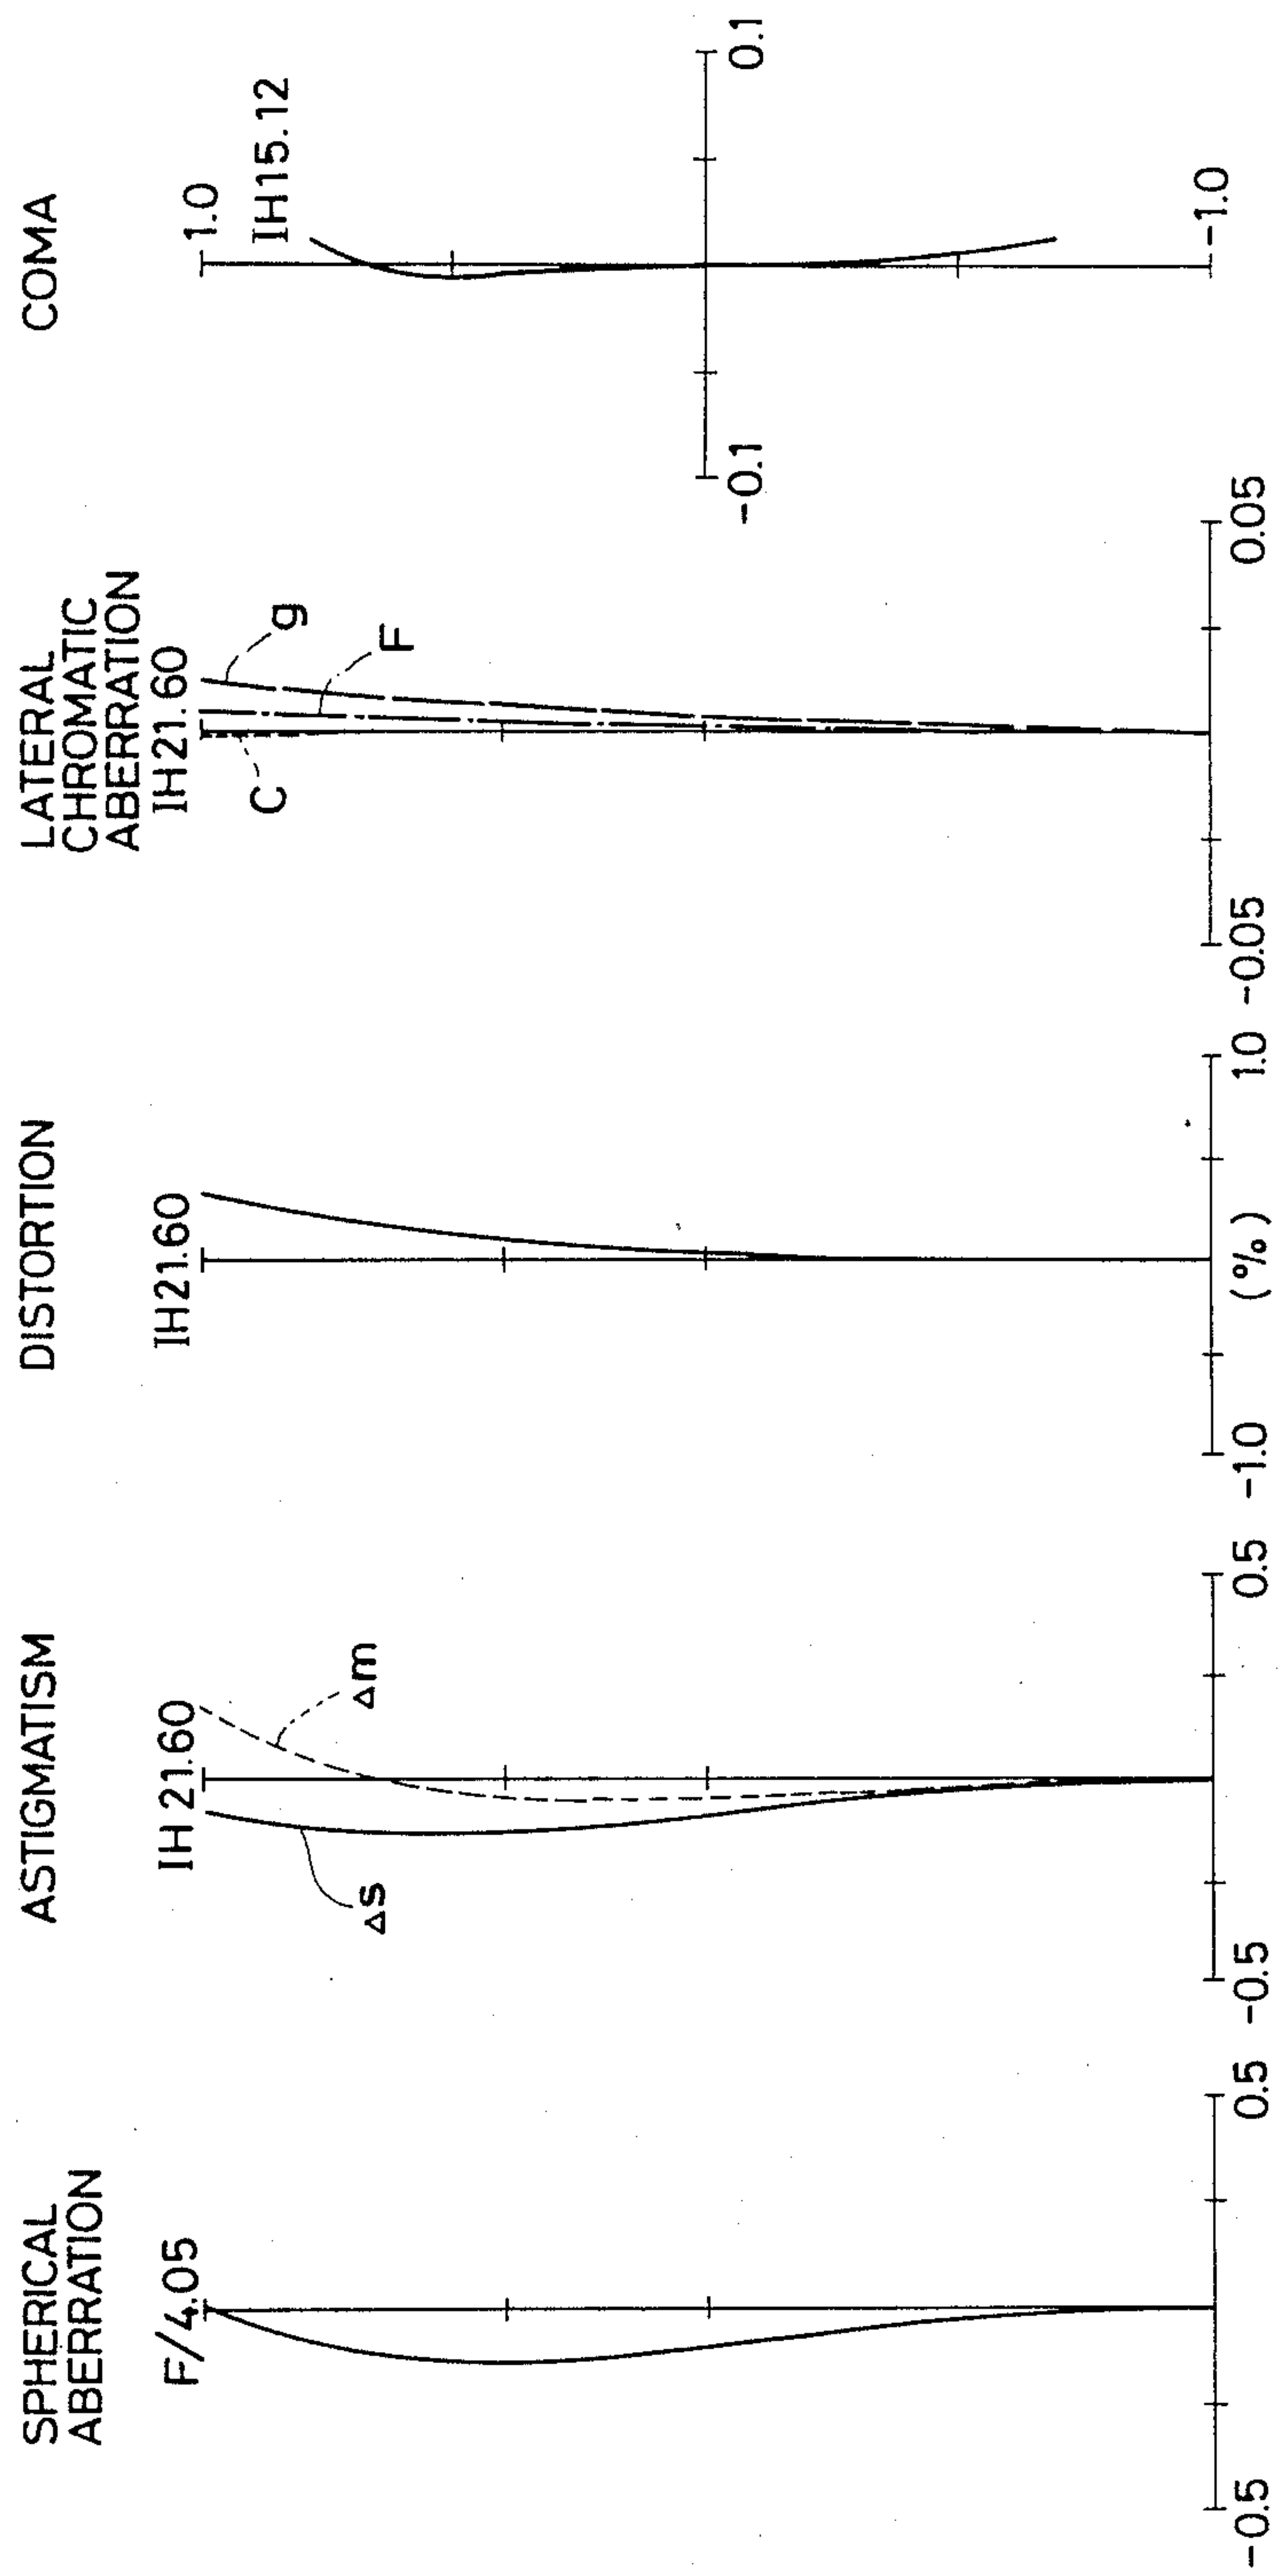 SPHERICAL
ABERRATION
F/4.05
-0.5
0.5
ASTIGMATISM
IH 21.60
Δs
Δm
-0.5
0.5
DISTORTION
IH21.60
-1.0
(%)
1.0
LATERAL
CHROMATIC
ABERRATION
IH21.60
C
F
g
-0.05
0.05
COMA
1.0
IH15.12
-0.1
0.1
-1.0